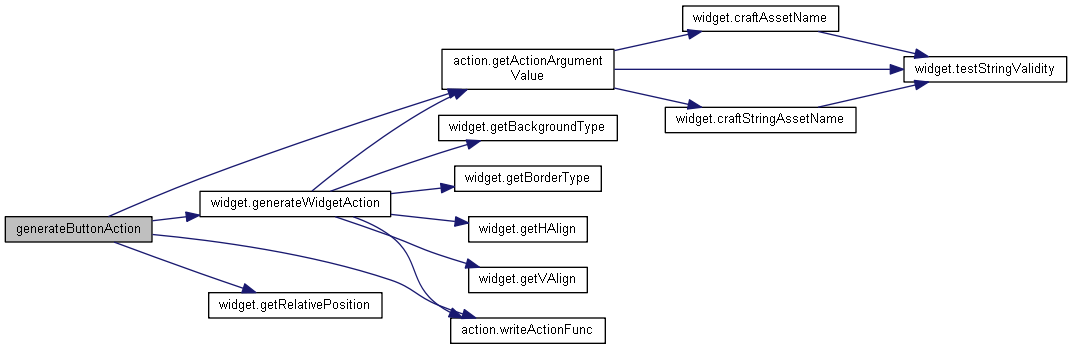 widget.craftAssetName
action.getActionArgument
Value
widget.testStringValidity
widget.craftStringAssetName
widget.getBackgroundType
widget.getBorderType
widget.generateWidgetAction
generateButtonAction
widget.getHAlign
widget.getVAlign
widget.getRelativePosition
action.writeActionFunc